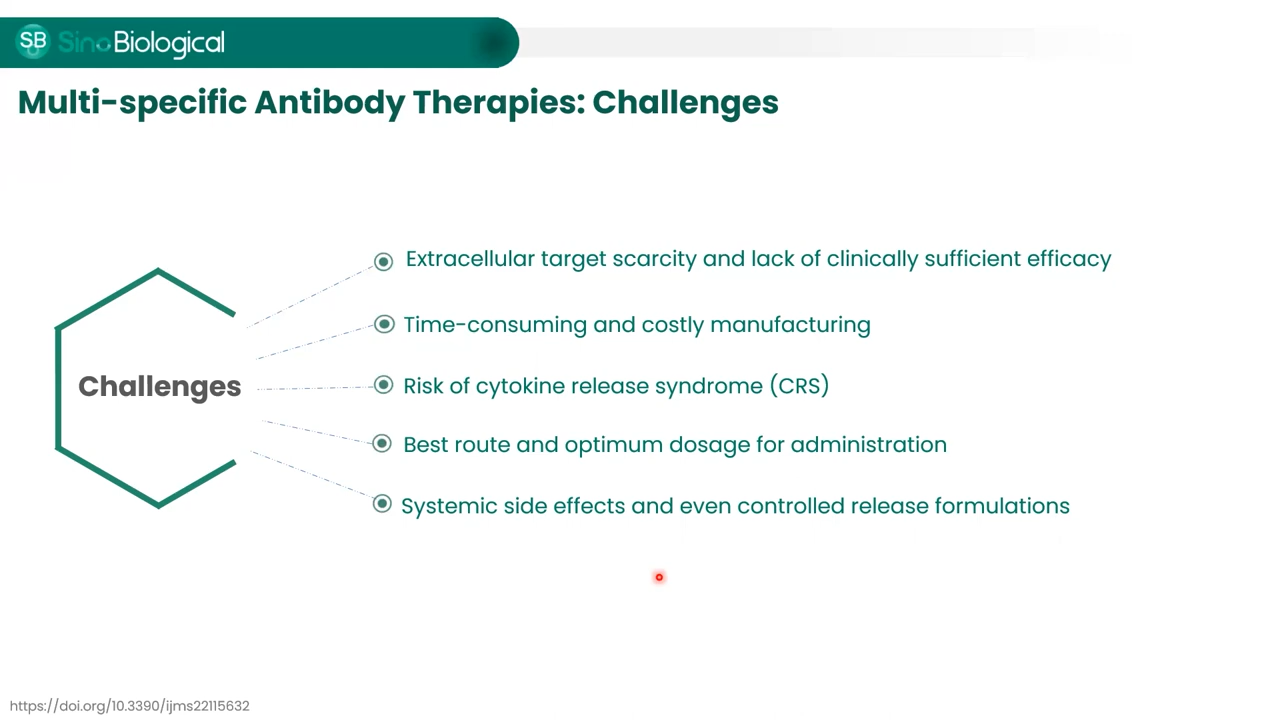 SB SinoBiological
Multi-specific Antibody Therapies: Challenges
Extracellular target scarcity and lack of clinically sufficient efficacy
Time-consuming and costly manufacturing
Challenges
Risk of cytokine release syndrome (CRS)
Best route and optimum dosage for administration
Systemic side effects and even controlled release formulations
https://doi.org/10.3390/ijms22115632